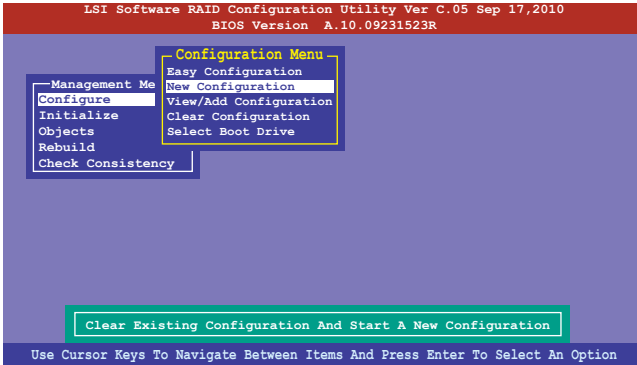 LSI Software RAID Configuration Utility Ver C.05 Sep 17,2010
BIOS Version A.10.09231523R
Configuration Menu
Easy Configuration
New Configuration
View/Add Configuration
Clear Configuration
Select Boot Drive
Management Me
Configure
Initialize
Objects
Rebuild
Check Consistency
Clear Existing Configuration And Start A New Configuration
Use Cursor Keys To Navigate Between Items And Press Enter To Select An Option